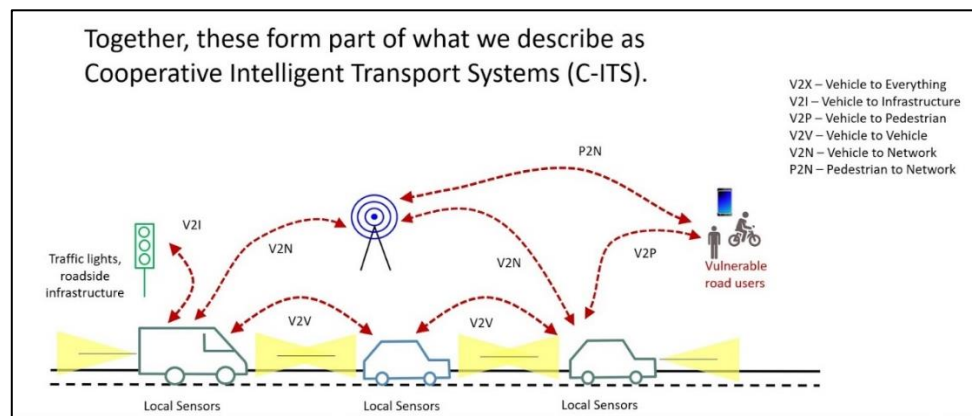 Together, these form part of what we describe as
Cooperative Intelligent Transport Systems (C-ITS).
V2X – Vehicle to Everything
V2I – Vehicle to Infrastructure
V2P – Vehicle to Pedestrian
V2V – Vehicle to Vehicle
V2N – Vehicle to Network
P2N – Pedestrian to Network
P2N
V2I
V2N
V2N
V2P
Traffic lights,
roadside
infrastructure
Vulnerable
road users
V2V
V2V
Local Sensors
Local Sensors
Local Sensors